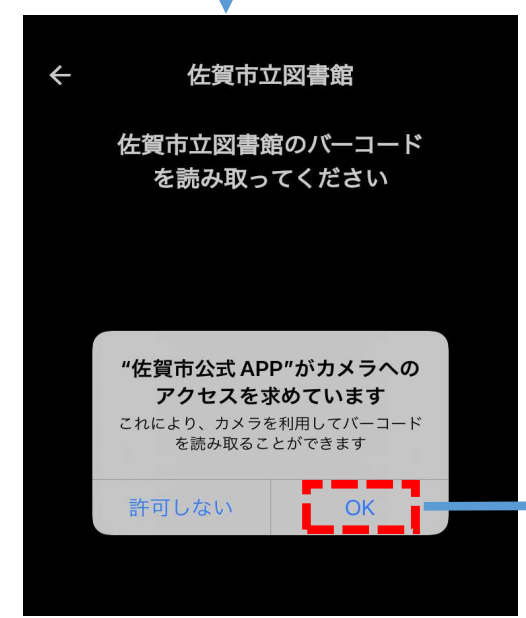 佐賀市立図書館
佐賀市立図書館のバーコード
を読み取ってください
“佐賀市公式 APP”がカメラへの
アクセスを求めています
これにより、カメラを利用してバーコード
を読み取ることができます
許可しない OK